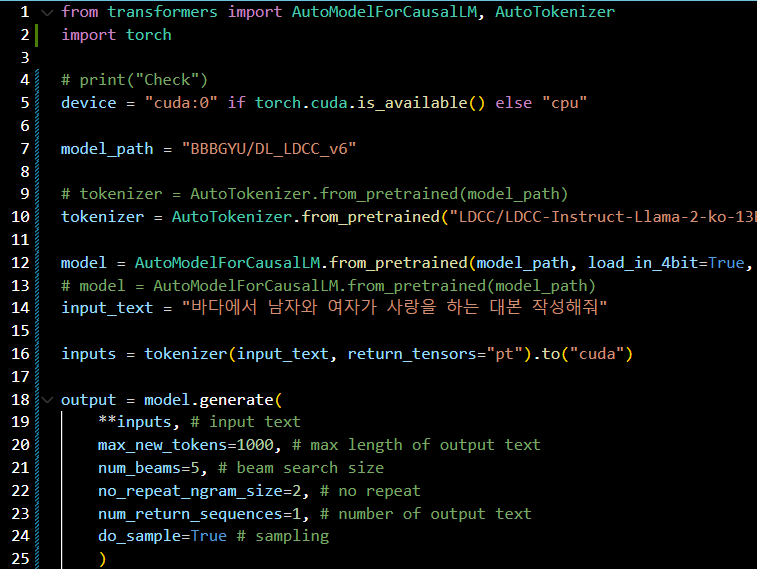 1 from transformers import AutoModelForCausalLM, AutoTokenizer
2 import torch
3
4 # print("Check")
5 device = "cuda:0" if torch.cuda.is_available() else "cpu"
6
7 model_path = "BBBGYU/DL_LDCC_v6"
8
9 # tokenizer = AutoTokenizer.from_pretrained(model_path)
10 tokenizer = AutoTokenizer.from_pretrained("LDCC/LDCC-Instruct-Llama-2-ko-13
11
12 model = AutoModelForCausalLM.from_pretrained(model_path, load_in_4bit=True,
13 # model = AutoModelForCausalLM.from_pretrained(model_path)
14 input_text = "바다에서 남자와 여자가 사랑을 하는 대본 작성해줘"
15
16 inputs = tokenizer(input_text, return_tensors="pt").to("cuda")
17
18 output = model.generate(
19 **inputs, # input text
20 max_new_tokens=1000, # max length of output text
21 num_beams=5, # beam search size
22 no_repeat_ngram_size=2, # no repeat
23 num_return_sequences=1, # number of output text
24 do_sample=True # sampling
25 )